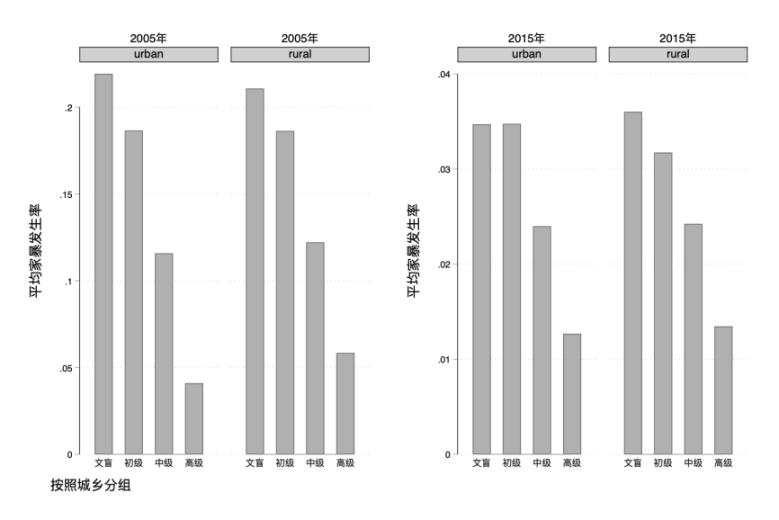 2005年
urban
2005年
rural
平均家暴发生率
.2
.15
.1
.05
0
文盲 初级 中级 高级
文盲 初级 中级 高级
按照城乡分组
2015年
urban
2015年
rural
平均家暴发生率
.04
.03
.02
.01
0
文盲 初级 中级 高级
文盲 初级 中级 高级